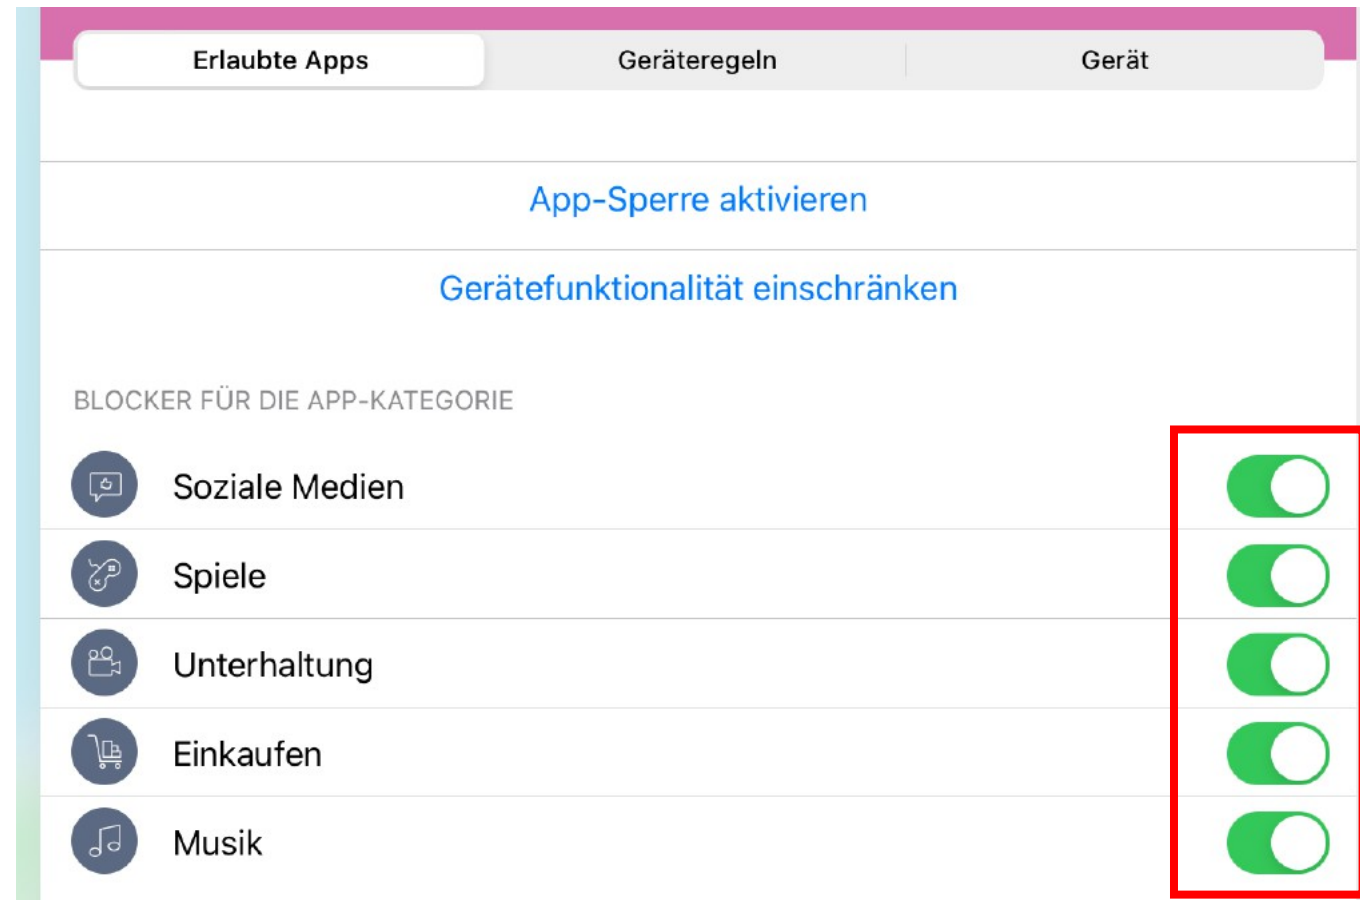 Erlaubte Apps Geräteregeln Gerät
App-Sperre aktivieren
Gerätefunktionalität einschränken
BLOCKER FÜR DIE APP-KATEGORIE
Soziale Medien
Spiele
Unterhaltung
Einkaufen
Musik